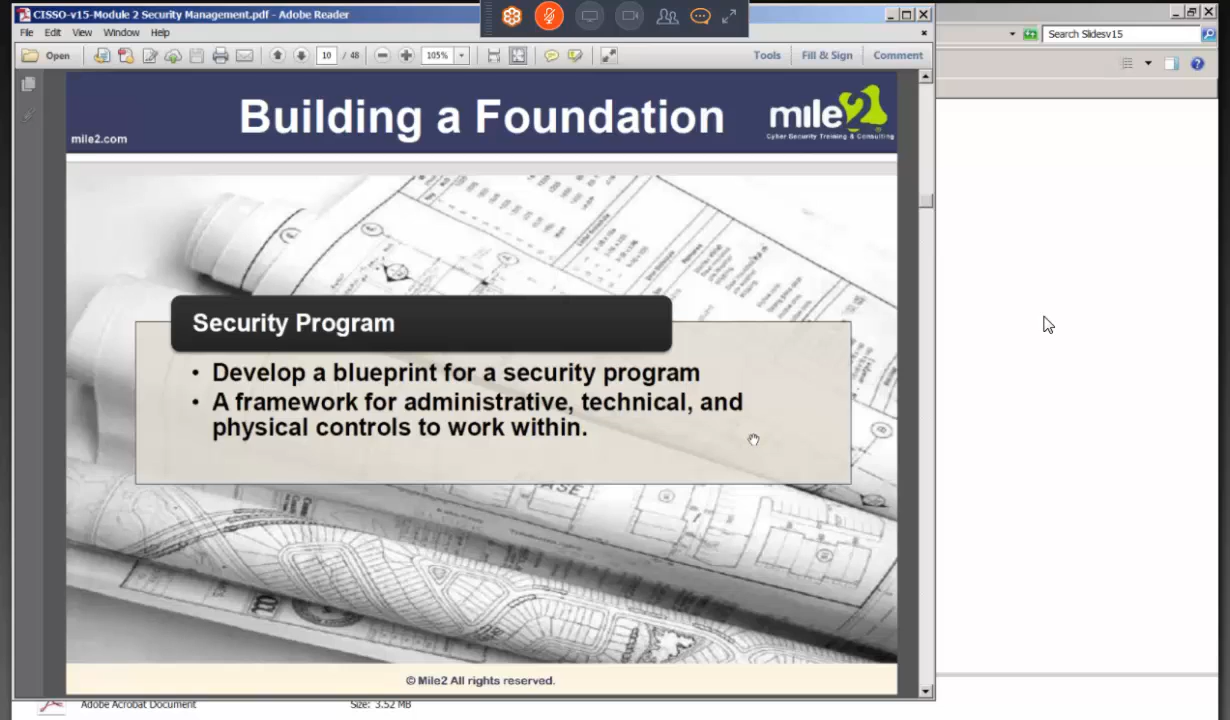 CISSO-v15-Module 2 Security Management.pdf - Adobe Reader
File Edit View Window Help
Search Slidesv15
Open 10 / 48 105% Tools Fill & Sign Comment
Building a Foundation
mile2
Cyber Security Training & Consulting
mile2.com
Security Program
• Develop a blueprint for a security program
• A framework for administrative, technical, and
physical controls to work within.
© Mile2 All rights reserved.
Adobe Acrobat Document Size: 3.52 MB